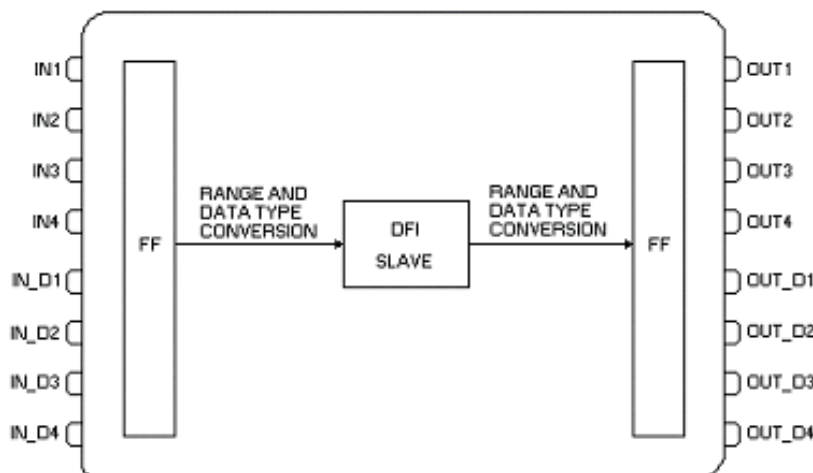 IN1
IN2
IN3
IN4
IN_D1
IN_D2
IN_D3
IN_D4
FF
RANGE AND
DATA TYPE
CONVERSION
DFI
SLAVE
RANGE AND
DATA TYPE
CONVERSION
FF
OUT1
OUT2
OUT3
OUT4
OUT_D1
OUT_D2
OUT_D3
OUT_D4